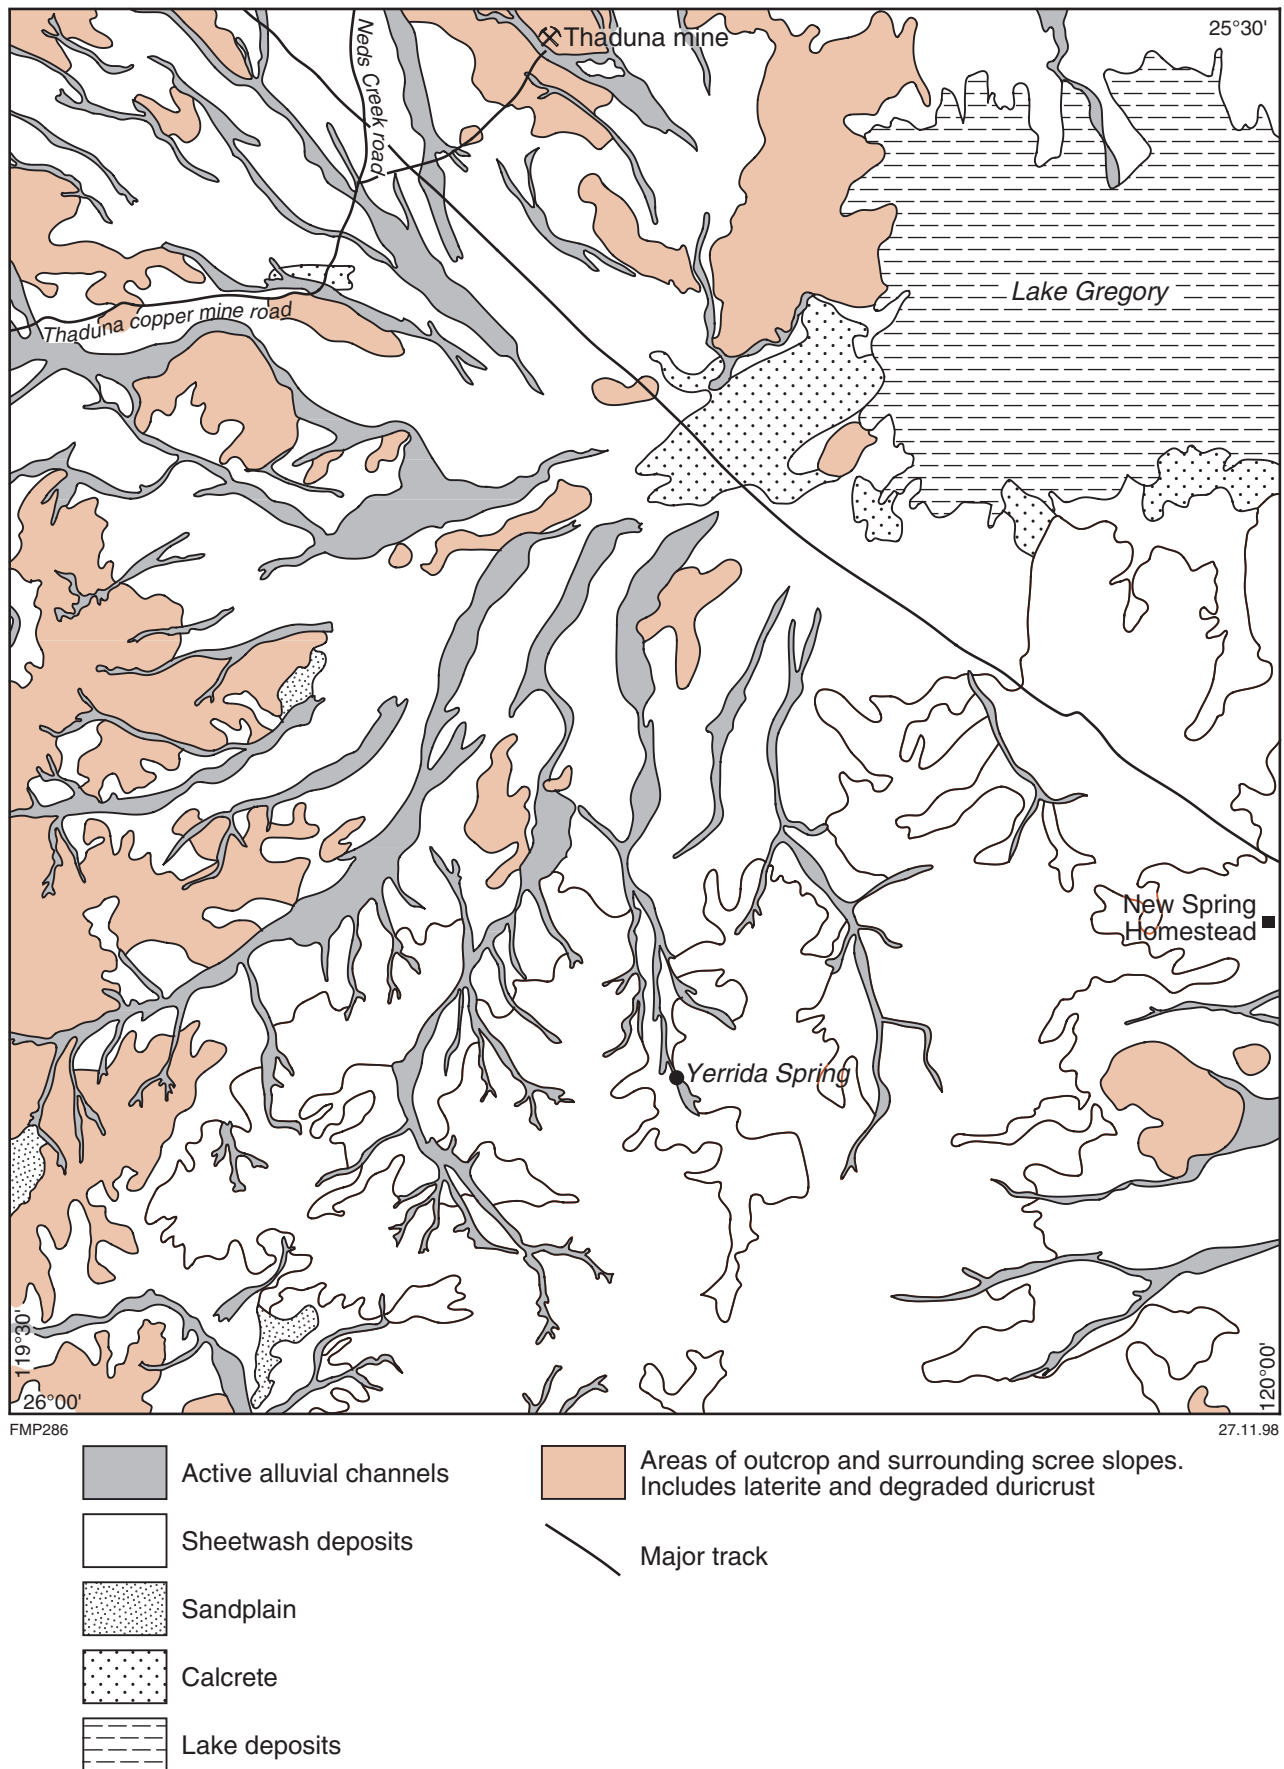 Thaduna mine
25°30'
Neds Creek road
Lake Gregory
Thaduna copper mine road
New Spring
Homestead
Yerrida Spring
119°30'
26°00'
120°00'
FMP286
27.11.98
Active alluvial channels
Sheetwash deposits
Sandplain
Calcrete
Lake deposits
Areas of outcrop and surrounding scree slopes.
Includes laterite and degraded duricrust
Major track